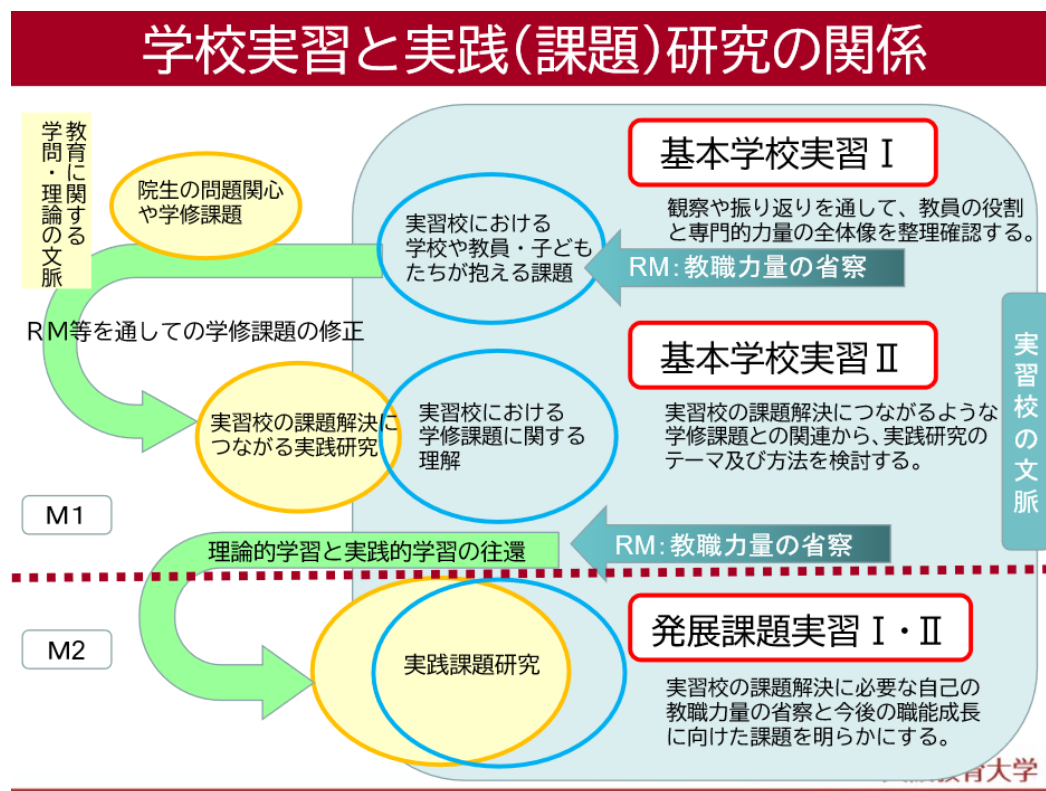 学校実習と実践(課題)研究の関係
教育に関する
学問・理論の文脈
院生の問題関心
や学修課題
実習校における
学校や教員・子ども
たちが抱える課題
基本学校実習Ⅰ
観察や振り返りを通して、教員の役割
と専門的力量の全体像を整理確認する。
RM:教職力量の省察
RM等を通しての学修課題の修正
実習校の文脈
基本学校実習Ⅱ
実習校の課題解決に
つながる実践研究
実習校における
学修課題に関する
理解
実習校の課題解決につながるような
学修課題との関連から、実践研究の
テーマ及び方法を検討する。
M1
理論的学習と実践的学習の往還
RM:教職力量の省察
M2
実践課題研究
発展課題実習Ⅰ・Ⅱ
実習校の課題解決に必要な自己の
教職力量の省察と今後の職能成長
に向けた課題を明らかにする。
教育大学